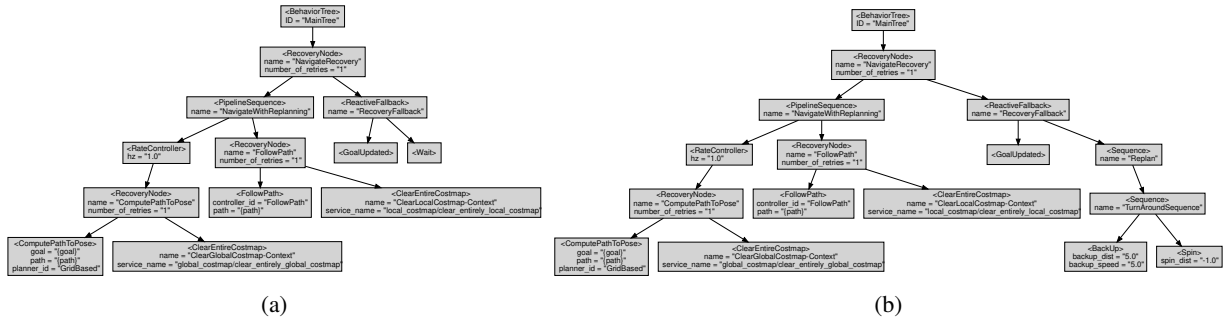 <BehaviorTree>
ID = "MainTree"
<RecoveryNode>
name = "NavigateRecovery"
number_of_retries = "1"
<PipelineSequence>
name = "NavigateWithReplanning"
<ReactiveFallback>
name = "RecoveryFallback"
<RateController>
hz = "1.0"
<RecoveryNode>
name = "FollowPath"
number_of_retries = "1"
<GoalUpdated>
<Wait>
<RecoveryNode>
name = "ComputePathToPose"
number_of_retries = "1"
<FollowPath>
controller_id = "FollowPath"
path = "{path}"
<ClearEntireCostmap>
name = "ClearLocalCostmap-Context"
service_name = "local_costmap/clear_entirely_local_costmap"
<ComputePathToPose>
goal = "{goal}"
path = "{path}"
planner_id = "GridBased"
<ClearEntireCostmap>
name = "ClearGlobalCostmap-Context"
service_name = "global_costmap/clear_entirely_global_costmap"
(a)
<BehaviorTree>
ID = "MainTree"
<RecoveryNode>
name = "NavigateRecovery"
number_of_retries = "1"
<PipelineSequence>
name = "NavigateWithReplanning"
<ReactiveFallback>
name = "RecoveryFallback"
<RateController>
hz = "1.0"
<RecoveryNode>
name = "FollowPath"
number_of_retries = "1"
<GoalUpdated>
<Sequence>
name = "Replan"
<RecoveryNode>
name = "ComputePathToPose"
number_of_retries = "1"
<FollowPath>
controller_id = "FollowPath"
path = "{path}"
<ClearEntireCostmap>
name = "ClearLocalCostmap-Context"
service_name = "local_costmap/clear_entirely_local_costmap"
<Sequence>
name = "TurnAroundSequence"
<ComputePathToPose>
goal = "{goal}"
path = "{path}"
planner_id = "GridBased"
<ClearEntireCostmap>
name = "ClearGlobalCostmap-Context"
service_name = "global_costmap/clear_entirely_global_costmap"
<BackUp>
backup_dist = "5.0"
backup_speed = "5.0"
<Spin>
spin_dist = "-1.0"
(b)